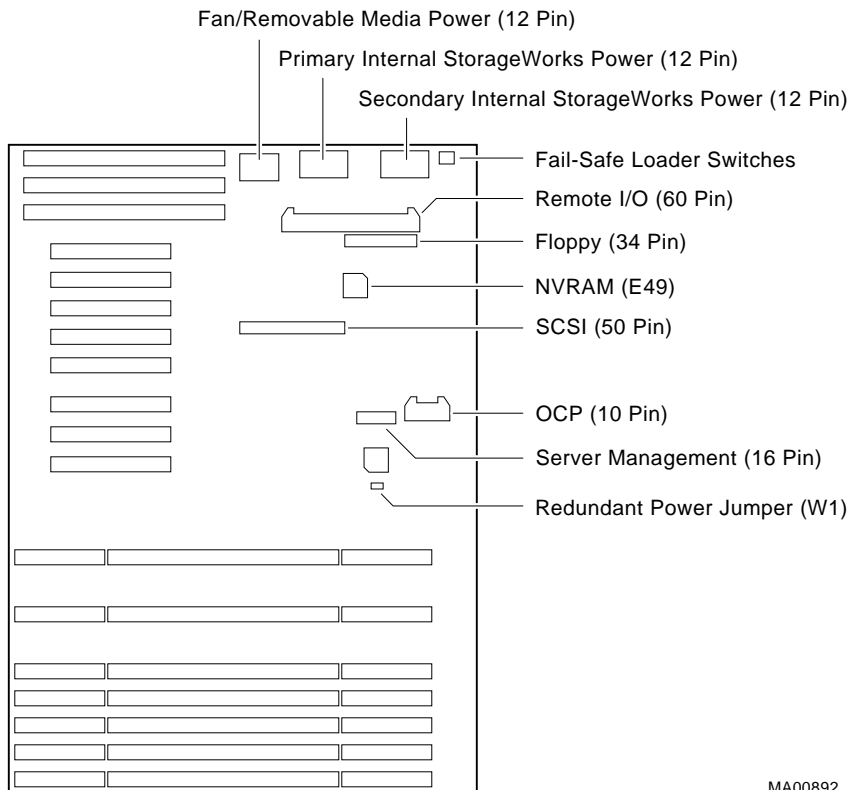 Fan/Removable Media Power (12 Pin)
Primary Internal StorageWorks Power (12 Pin)
Secondary Internal StorageWorks Power (12 Pin)
Fail-Safe Loader Switches
Remote I/O (60 Pin)
Floppy (34 Pin)
NVRAM (E49)
SCSI (50 Pin)
OCP (10 Pin)
Server Management (16 Pin)
Redundant Power Jumper (W1)
MA00892